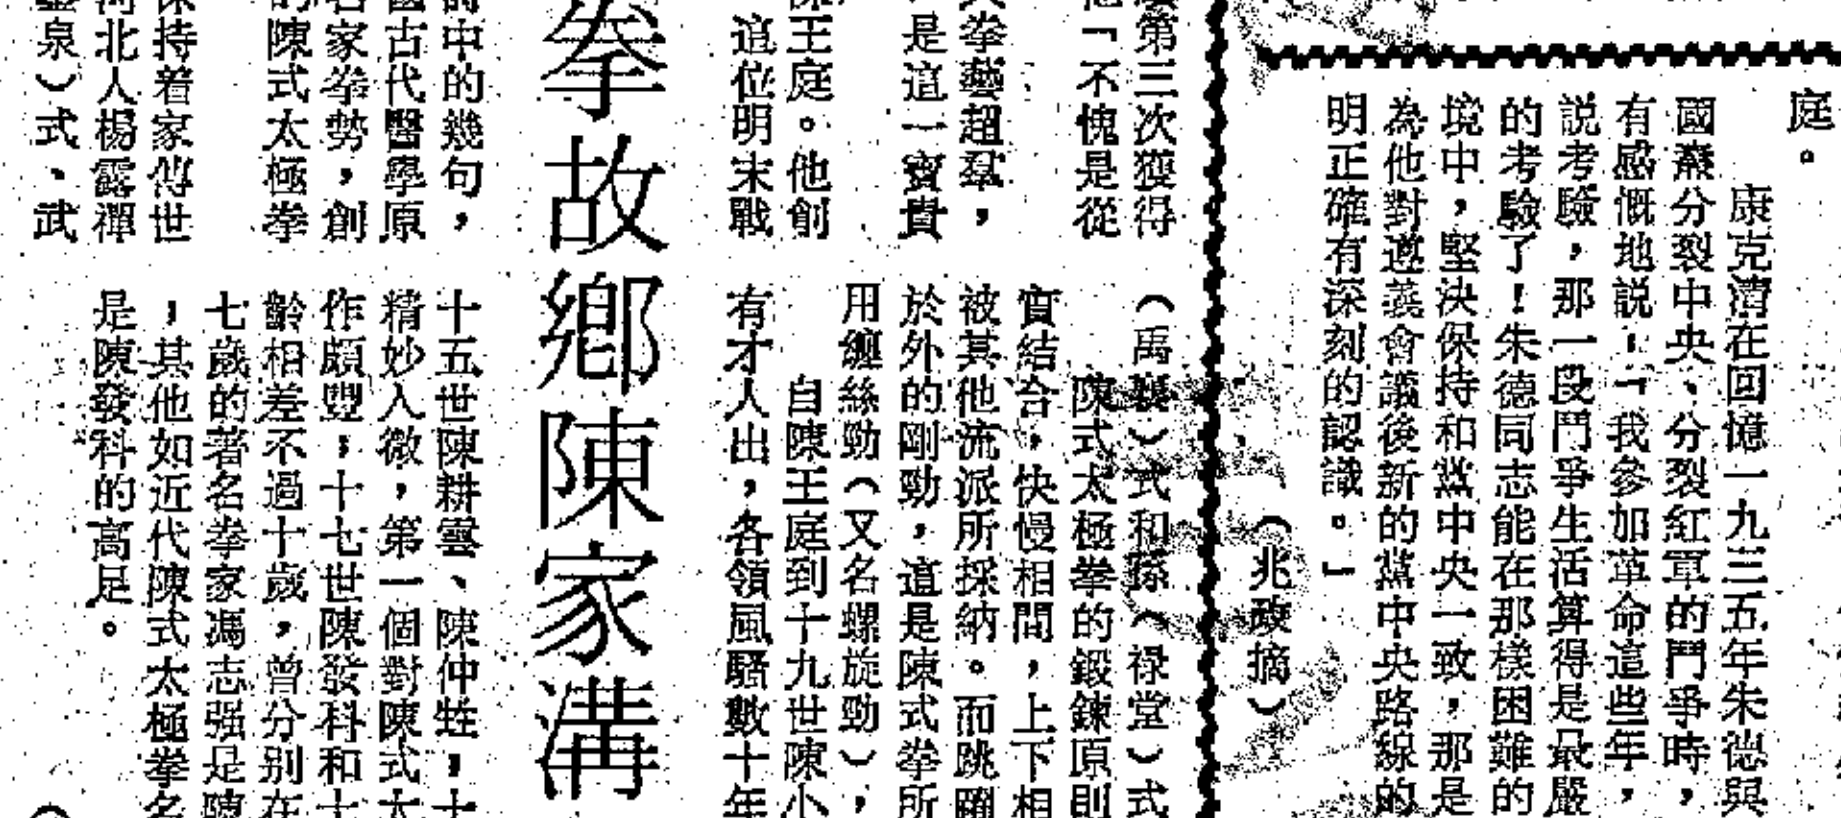 庭。
康克淸在回憶一九三五年朱德與
國燾分裂中央、分裂紅軍的鬥爭時，
有感慨地説：「我參加革命這些年，
説考驗，那一段鬥爭生活算得是最嚴
的考驗了！朱德同志能在那樣困難的
境中，堅決保持和黨中央一致，那是
為他對遵義會議後新的黨中央路線的
明正確有深刻的認識。」
（兆政摘）
第三次獲得
「不愧是從
拳藝超羣，
是這一寶貴
王庭。他創
這位明末戰
（禹襄）式和孫（祿堂）式
陳式太極拳的鍛鍊原則
實結合，快慢相間，上下相
被其他流派所採納。而跳躍
於外的剛勁，這是陳式拳所
用纏絲勁（又名螺旋勁），
自陳王庭到十九世陳小
有才人出，各領風騷數十年
拳故鄉陳家溝
中的幾句，
古代醫學原
名家拳勢，創
的陳式太極拳
保持着家傳世
河北人楊露禪
泉）式、武
十五世陳耕雲、陳仲甡，十
精妙入微，第一個對陳式太
作頗豐；十七世陳發科和十
齡相差不過十歲，曾分別在
七歲的著名拳家馮志强是陳
，其他如近代陳式太極拳名
是陳發科的高足。